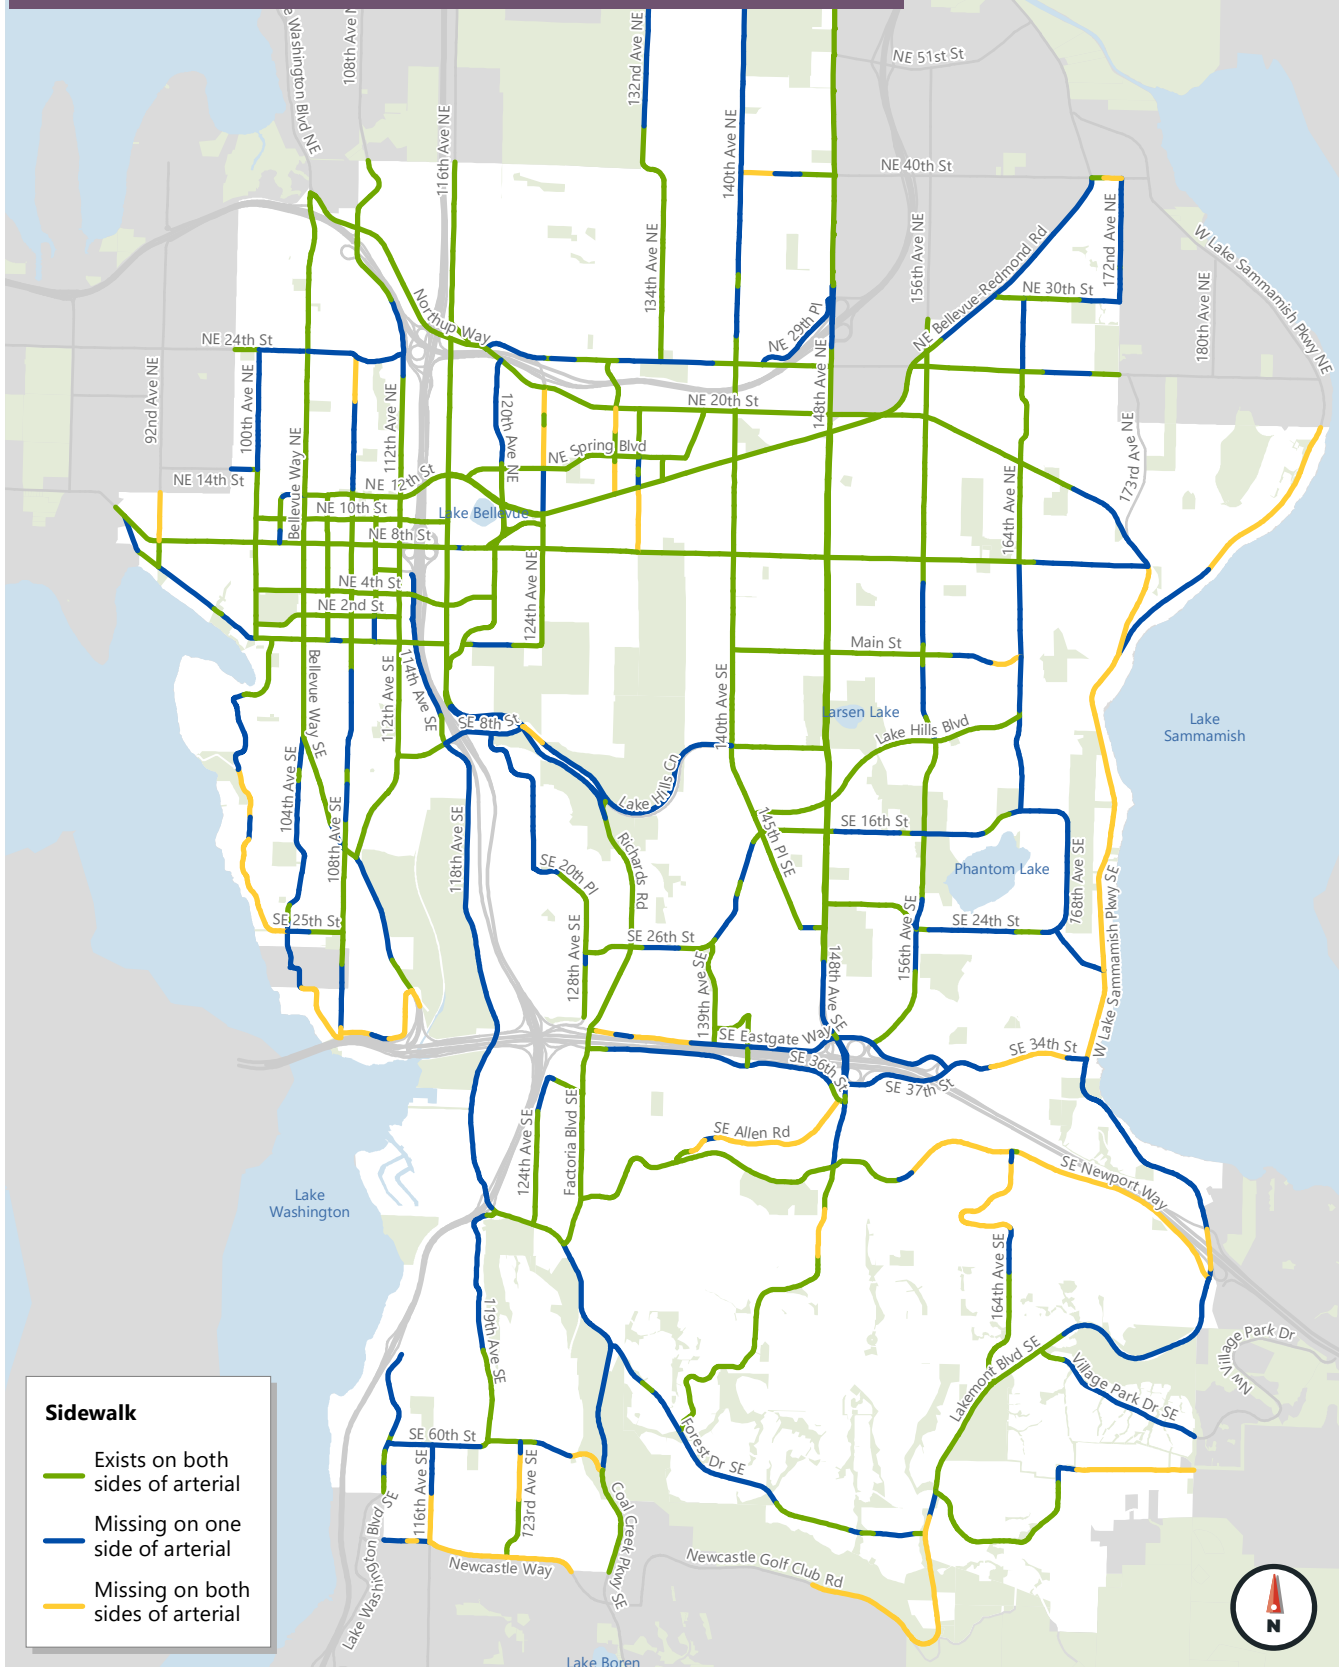 e Washington Blvd NE
108th Ave N
116th Ave NE
132nd Ave NE
140th Ave NE
NE 51st St
NE 40th St
134th Ave NE
156th Ave NE
NE Bellevue-Redmond Rd
172nd Ave NE
W Lake Sammamish Pkwy NE
180th Ave NE
NE 30th St
NE 24th St
Northup Way
NE 29th Pl
148th Ave NE
92nd Ave NE
100th Ave NE
112th Ave NE
120th Ave NE
NE 20th St
173rd Ave NE
Bellevue Way NE
NE Spring Blvd
NE 14th St
NE 12th St
164th Ave NE
NE 10th St
Lake Bellevue
NE 8th St
NE 4th St
124th Ave NE
NE 2nd St
Main St
Bellevue Way SE
112th Ave SE
114th Ave SE
140th Ave SE
Larsen Lake
Lake Hills Blvd
SE 8th St
Lake
Sammamish
104th Ave SE
108th Ave SE
118th Ave SE
Lake Hills Cn
145th Pl SE
SE 16th St
Richards Rd
SE 20th Pl
Phantom Lake
168th Ave SE
W Lake Sammamish Pkwy SE
SE 25th St
128th Ave SE
SE 26th St
139th Ave SE
148th Ave SE
156th Ave SE
SE 24th St
SE Eastgate Way
SE 36th St
SE 34th St
SE 37th St
124th Ave SE
Factoria Blvd SE
SE Allen Rd
SE Newport Way
Lake
Washington
164th Ave SE
119th Ave SE
Lakemont Blvd SE
Village Park Dr SE
NW Village Park Dr
SE 60th St
116th Ave SE
123rd Ave SE
Forest Dr SE
Coal Creek Pkwy SE
Lake Washington Blvd SE
Newcastle Way
Newcastle Golf Club Rd
Lake Boren
Sidewalk
Exists on both
sides of arterial
Missing on one
side of arterial
Missing on both
sides of arterial
N